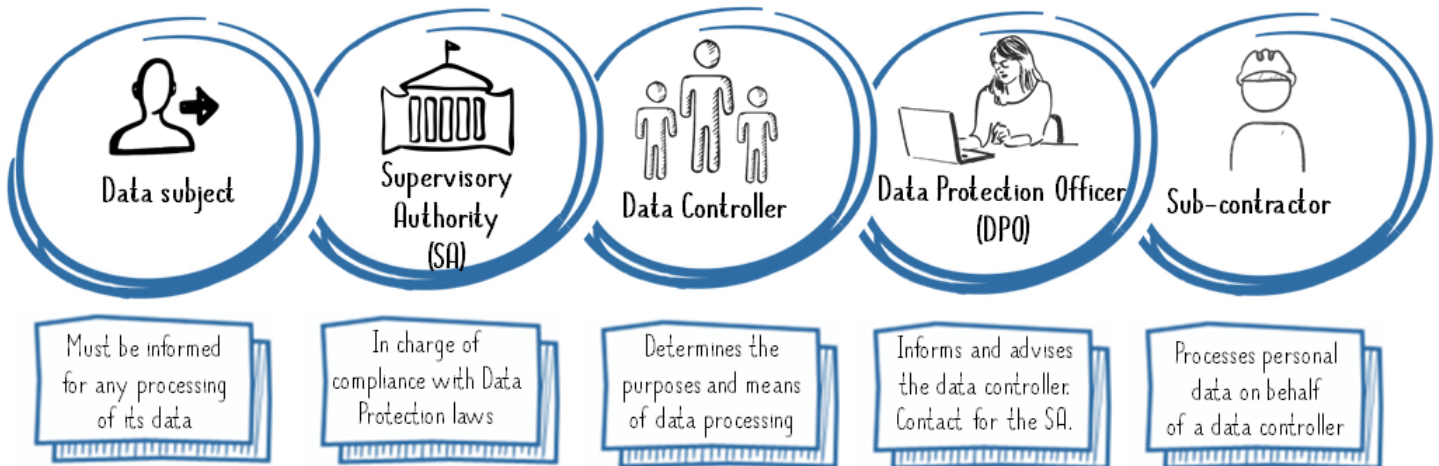 Data subject
Supervisory
Authority
(SA)
Data Controller
Data Protection Officer
(DPO)
Sub-contractor
Must be informed
for any processing
of its data
In charge of
compliance with Data
Protection laws
Determines the
purposes and means
of data processing
Informs and advises
the data controller.
Contact for the SA.
Processes personal
data on behalf
of a data controller